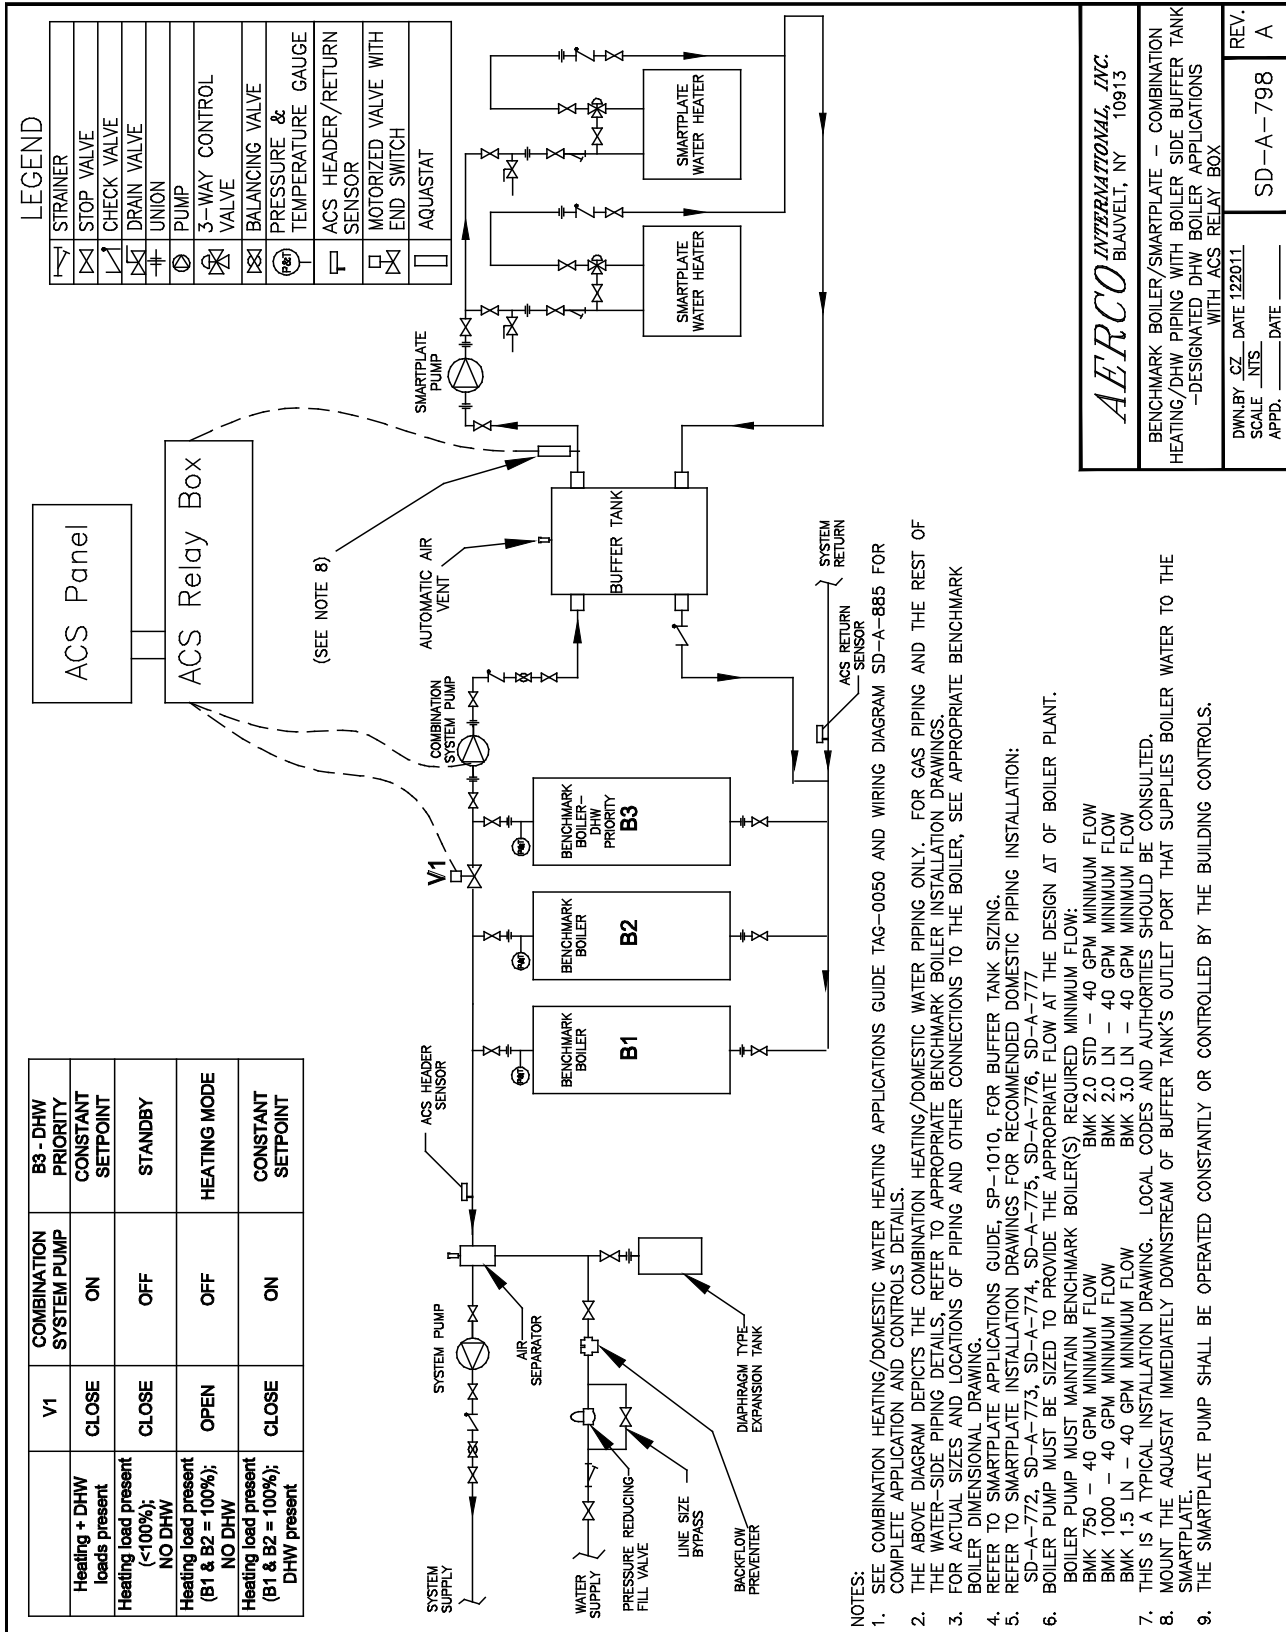 V1
COMBINATION
SYSTEM PUMP
B3 - DHW
PRIORITY
Heating + DHW
loads present
CLOSE
ON
CONSTANT
SETPOINT
Heating load present
(<100%);
NO DHW
CLOSE
OFF
STANDBY
Heating load present
(B1 & B2 = 100%);
NO DHW
OPEN
OFF
HEATING MODE
Heating load present
(B1 & B2 = 100%);
DHW present
CLOSE
ON
CONSTANT
SETPOINT
ACS Panel
ACS Relay Box
LEGEND
STRAINER
STOP VALVE
CHECK VALVE
DRAIN VALVE
UNION
PUMP
3-WAY CONTROL
VALVE
BALANCING VALVE
P&T
PRESSURE &
TEMPERATURE GAUGE
ACS HEADER/RETURN
SENSOR
MOTORIZED VALVE WITH
END SWITCH
AQUASTAT
(SEE NOTE 8)
AUTOMATIC AIR
VENT
SMARTPLATE
PUMP
COMBINATION
SYSTEM PUMP
V1
ACS HEADER
SENSOR
SYSTEM PUMP
SYSTEM
SUPPLY
AIR
SEPARATOR
P&T
BENCHMARK
BOILER
B1
P&T
BENCHMARK
BOILER
B2
P&T
BENCHMARK
BOILER-
DHW
PRIORITY
B3
BUFFER TANK
SMARTPLATE
WATER HEATER
SMARTPLATE
WATER HEATER
WATER
SUPPLY
PRESSURE REDUCING
FILL VALVE
LINE SIZE
BYPASS
BACKFLOW
PREVENTER
DIAPHRAGM TYPE
EXPANSION TANK
ACS RETURN
SENSOR
SYSTEM
RETURN
NOTES:
1. SEE COMBINATION HEATING/DOMESTIC WATER HEATING APPLICATIONS GUIDE TAG-0050 AND WIRING DIAGRAM SD-A-885 FOR
COMPLETE APPLICATION AND CONTROLS DETAILS.
2. THE ABOVE DIAGRAM DEPICTS THE COMBINATION HEATING/DOMESTIC WATER PIPING ONLY. FOR GAS PIPING AND THE REST OF
THE WATER-SIDE PIPING DETAILS, REFER TO APPROPRIATE BENCHMARK BOILER INSTALLATION DRAWINGS.
3. FOR ACTUAL SIZES AND LOCATIONS OF PIPING AND OTHER CONNECTIONS TO THE BOILER, SEE APPROPRIATE BENCHMARK
BOILER DIMENSIONAL DRAWING.
4. REFER TO SMARTPLATE APPLICATIONS GUIDE, SP-1010, FOR BUFFER TANK SIZING.
5. REFER TO SMARTPLATE INSTALLATION DRAWINGS FOR RECOMMENDED DOMESTIC PIPING INSTALLATION:
SD-A-772, SD-A-773, SD-A-774, SD-A-775, SD-A-776, SD-A-777
6. BOILER PUMP MUST BE SIZED TO PROVIDE THE APPROPRIATE FLOW AT THE DESIGN ΔT OF BOILER PLANT.
BOILER PUMP MUST MAINTAIN BENCHMARK BOILER(S) REQUIRED MINIMUM FLOW:
BMK 750 - 40 GPM MINIMUM FLOW BMK 2.0 STD - 40 GPM MINIMUM FLOW
BMK 1000 - 40 GPM MINIMUM FLOW BMK 2.0 LN - 40 GPM MINIMUM FLOW
BMK 1.5 LN - 40 GPM MINIMUM FLOW BMK 3.0 LN - 40 GPM MINIMUM FLOW
7. THIS IS A TYPICAL INSTALLATION DRAWING. LOCAL CODES AND AUTHORITIES SHOULD BE CONSULTED.
8. MOUNT THE AQUASTAT IMMEDIATELY DOWNSTREAM OF BUFFER TANK'S OUTLET PORT THAT SUPPLIES BOILER WATER TO THE
SMARTPLATE.
9. THE SMARTPLATE PUMP SHALL BE OPERATED CONSTANTLY OR CONTROLLED BY THE BUILDING CONTROLS.
AERCO INTERNATIONAL, INC.
BLAUVELT, NY 10913
BENCHMARK BOILER/SMARTPLATE - COMBINATION
HEATING/DHW PIPING WITH BOILER SIDE BUFFER TANK
-DESIGNATED DHW BOILER APPLICATIONS
WITH ACS RELAY BOX
DWN.BY CZ DATE 122011
SCALE NTS
APPD. DATE
SD-A-798
REV.
A